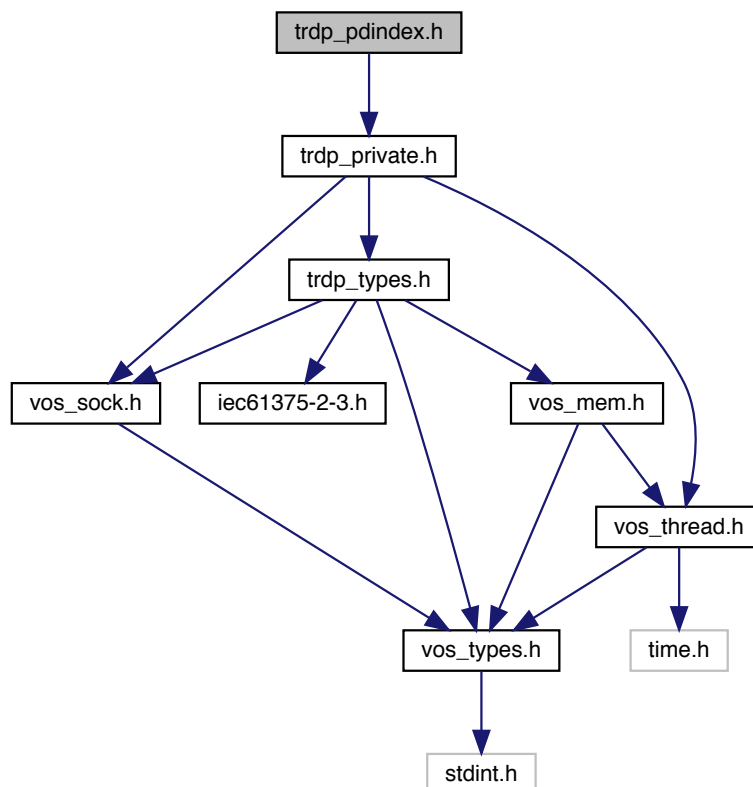 trdp_pdindex.h
trdp_private.h
trdp_types.h
vos_sock.h
iec61375-2-3.h
vos_mem.h
vos_thread.h
vos_types.h
time.h
stdint.h